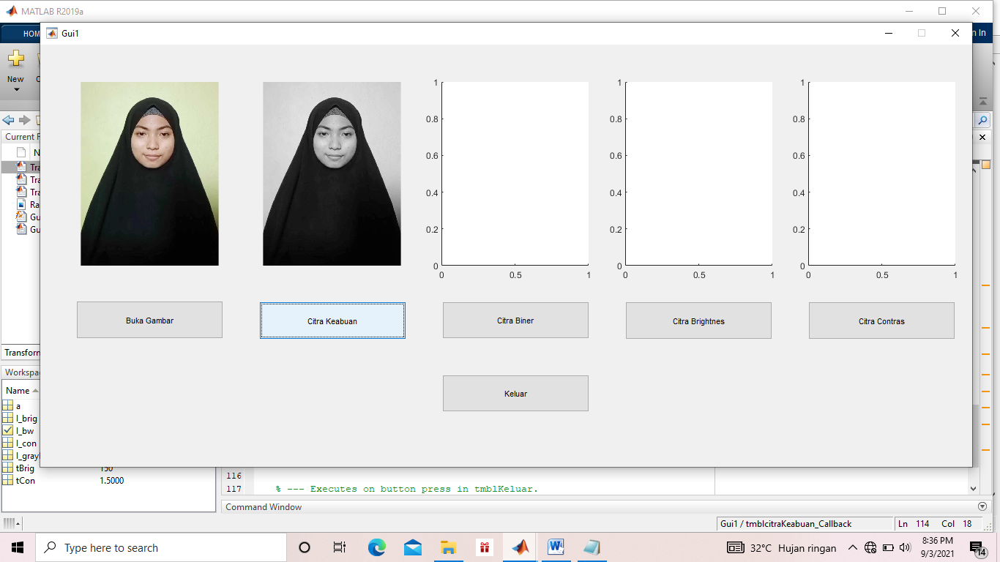 MATLAB R2019a
HOM
n In
Gui1
New
Current F
N
Tra
Tra
Tra
Ra
Gu
Gu
1
0.8
0.6
0.4
0.2
0
0 0.5 1
1
0.8
0.6
0.4
0.2
0
0 0.5 1
1
0.8
0.6
0.4
0.2
0
0 0.5 1
Buka Gambar
Citra Keabuan
Citra Biner
Citra Brightnes
Citra Contras
Keluar
Transforn
Workspac
Name
a
I_brig
I_bw
I_con
I_gray
tBrig 150
tCon 1.5000
116
117 % --- Executes on button press in tmblKeluar.
Command Window
Gui1 / tmblcitraKeabuan_Callback
Ln 114 Col 18
Type here to search
32°C Hujan ringan
8:36 PM
9/3/2021
14